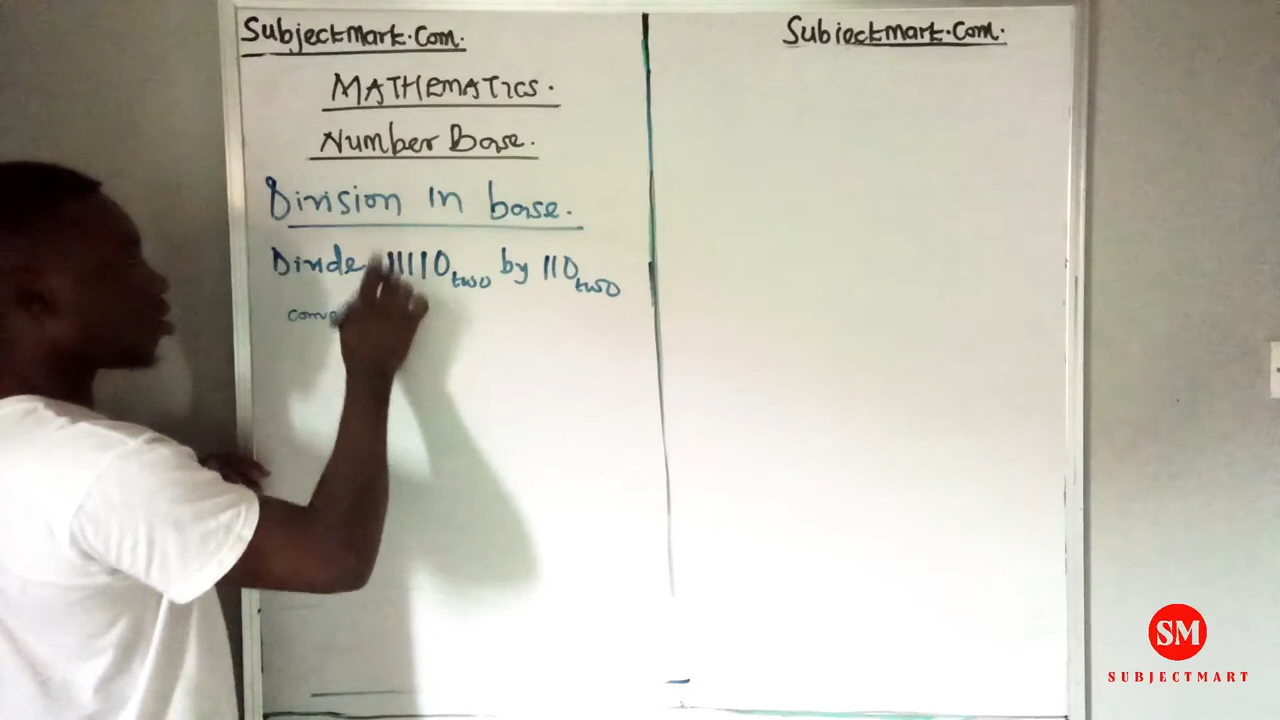 Subjectmark.Com.
MATHEMATICS.
Number Base.
Division in base.
Divide 11110two by 110two
Subjectmark.Com.
SM
SUBJECTMART